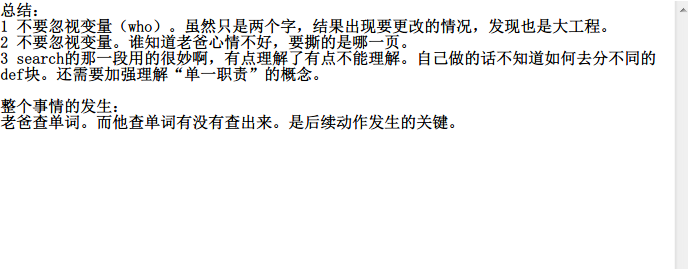 总结：
1 不要忽视变量（who）。虽然只是两个字，结果出现要更改的情况，发现也是大工程。
2 不要忽视变量。谁知道老爸心情不好，要撕的是哪一页。
3 search的那一段用的很妙啊，有点理解了有点不能理解。自己做的话不知道如何去分不同的
def块。还需要加强理解“单一职责”的概念。
整个事情的发生：
老爸查单词。而他查单词有没有查出来。是后续动作发生的关键。